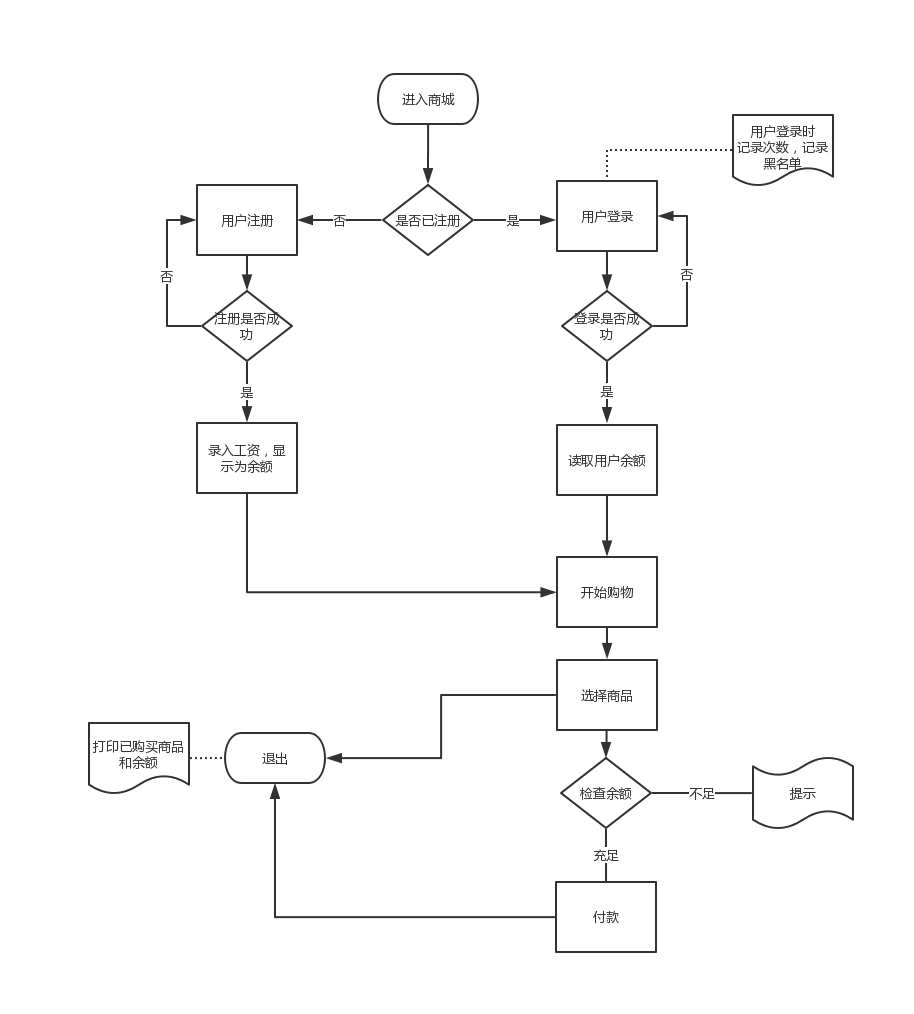 进入商城
用户登录时
记录次数，记录
黑名单
用户注册
否
是否已注册
是
用户登录
否
否
注册是否成
功
登录是否成
功
是
是
录入工资，显
示为余额
读取用户余额
开始购物
选择商品
打印已购买商品
和余额
退出
检查余额
不足
提示
充足
付款